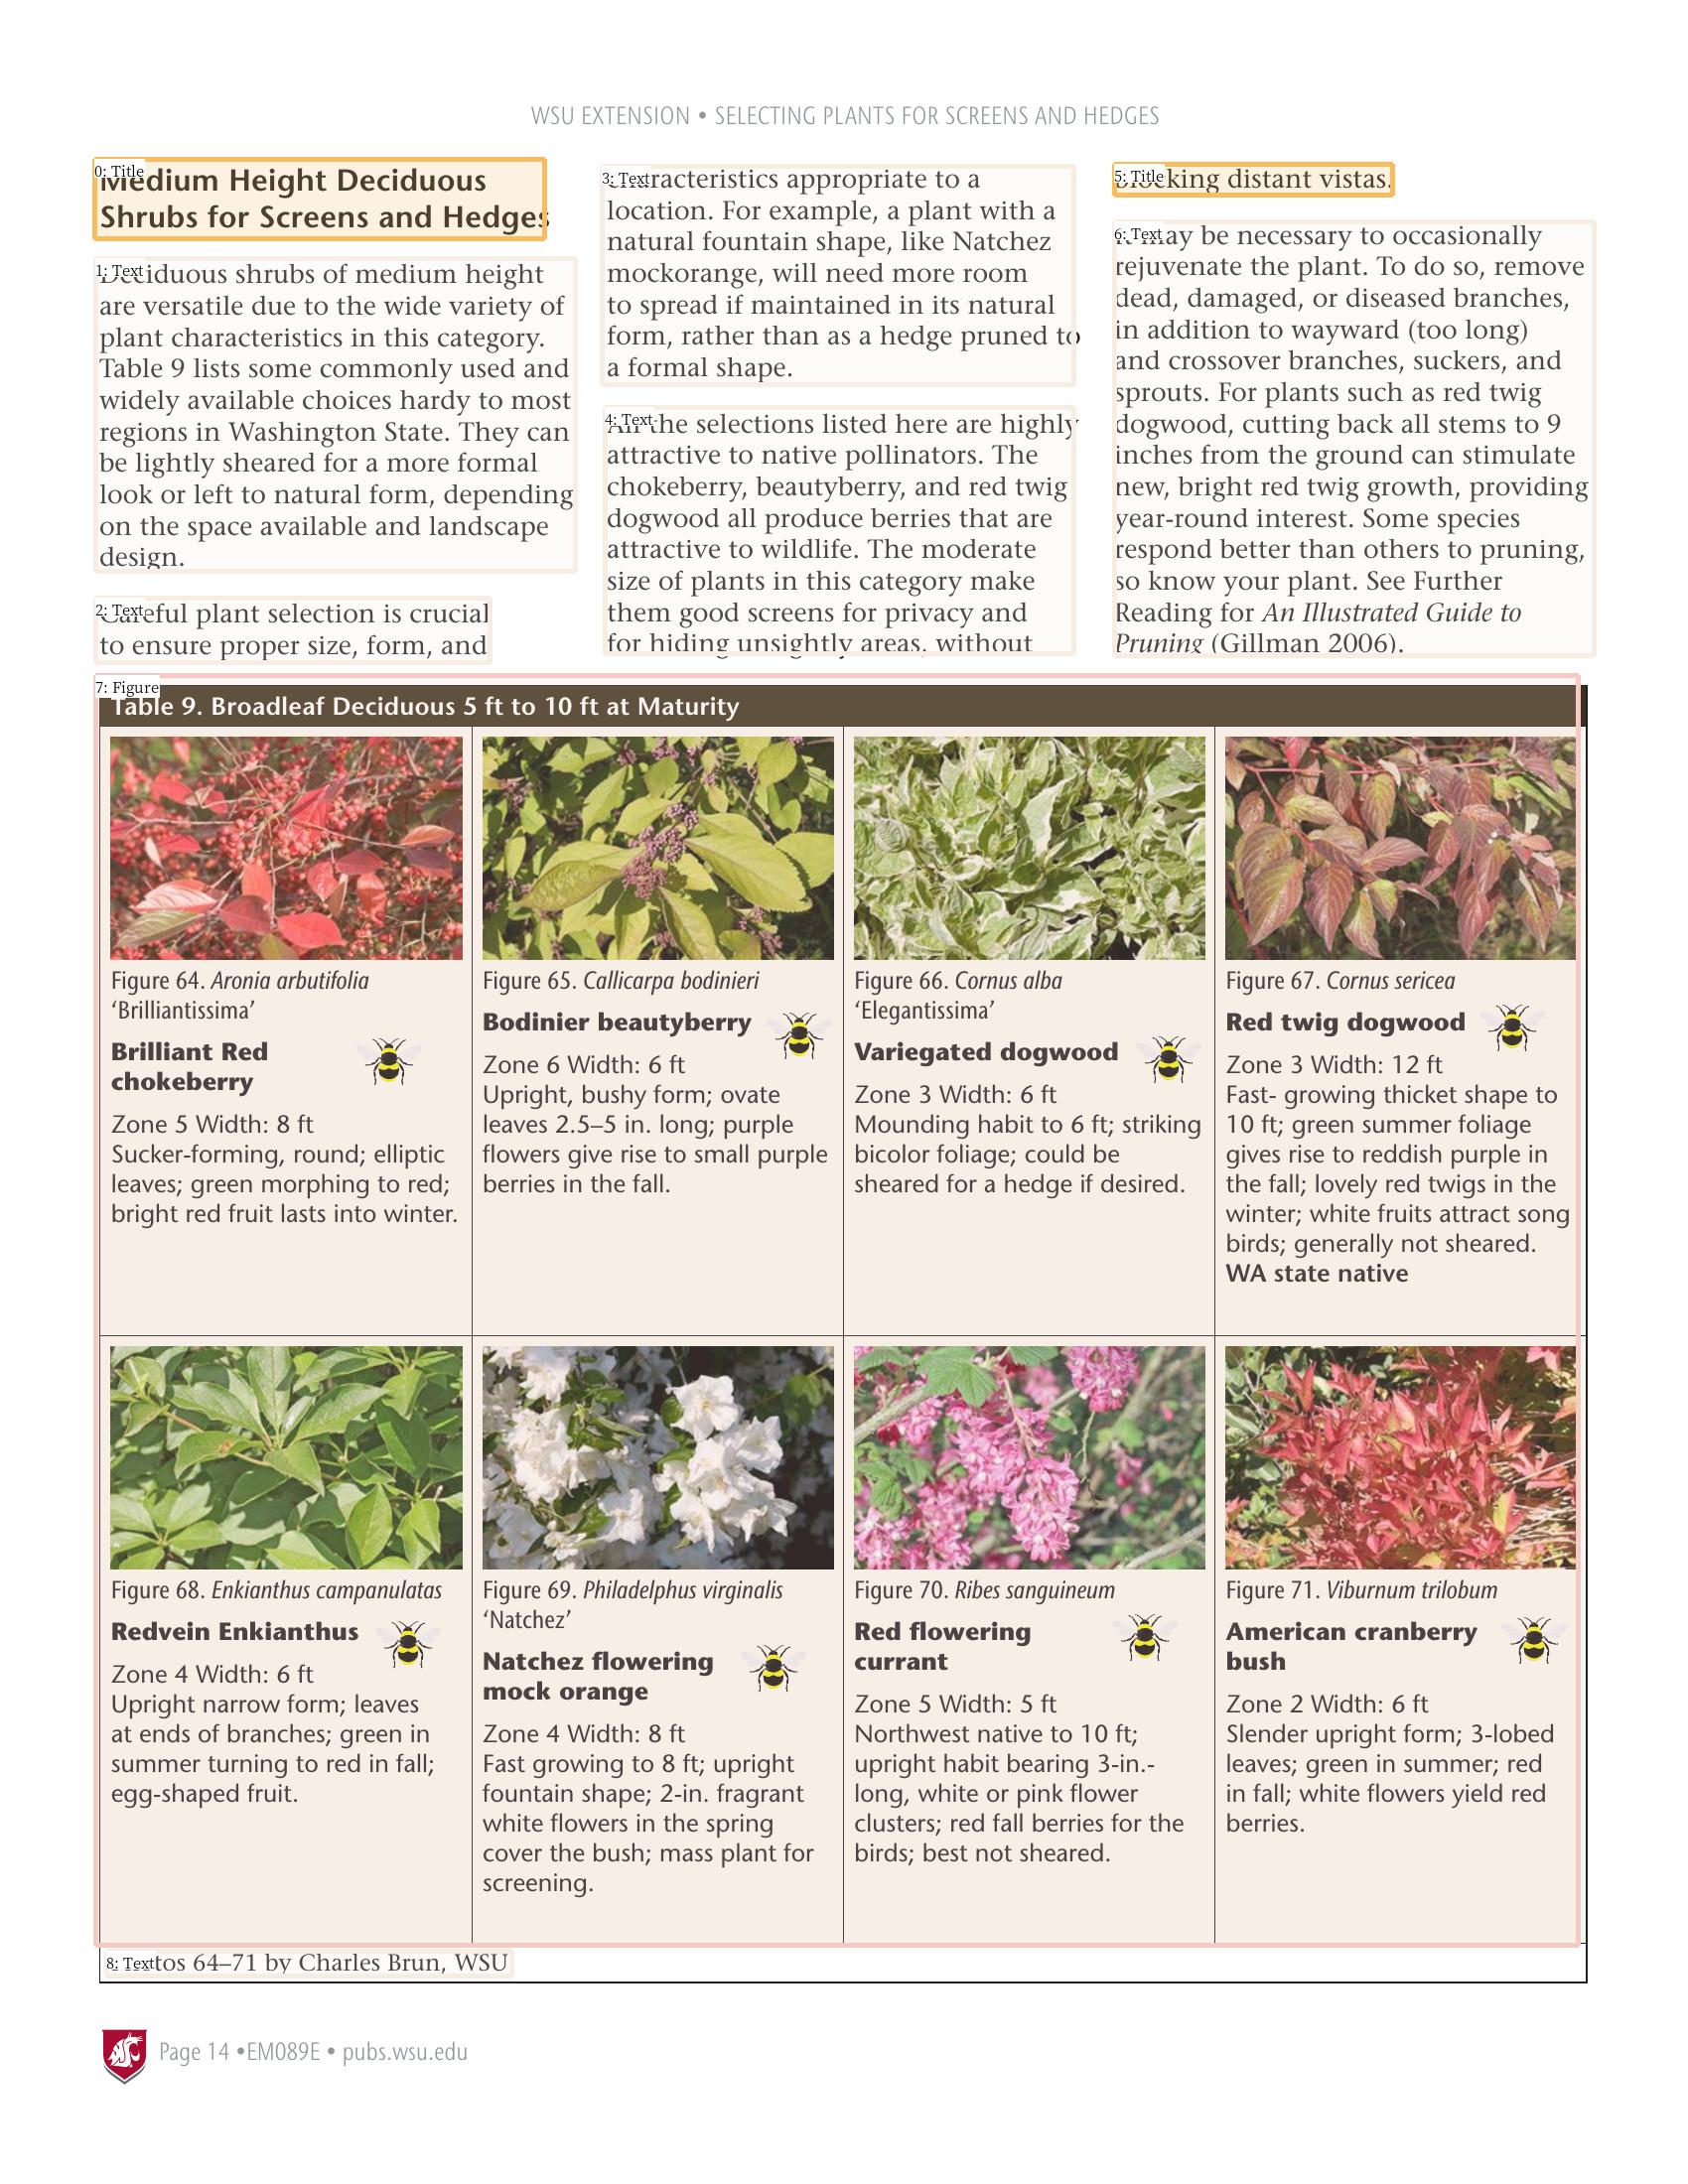 WSU EXTENSION • SELECTING PLANTS FOR SCREENS AND HEDGES
0: Title
Medium Height Deciduous
Shrubs for Screens and Hedges
1: Text
Deciduous shrubs of medium height
are versatile due to the wide variety of
plant characteristics in this category.
Table 9 lists some commonly used and
widely available choices hardy to most
regions in Washington State. They can
be lightly sheared for a more formal
look or left to natural form, depending
on the space available and landscape
design.
2: Text
Careful plant selection is crucial
to ensure proper size, form, and
3: Text
characteristics appropriate to a
location. For example, a plant with a
natural fountain shape, like Natchez
mockorange, will need more room
to spread if maintained in its natural
form, rather than as a hedge pruned to
a formal shape.
4: Text
All the selections listed here are highly
attractive to native pollinators. The
chokeberry, beautyberry, and red twig
dogwood all produce berries that are
attractive to wildlife. The moderate
size of plants in this category make
them good screens for privacy and
for hiding unsightly areas, without
5: Title
blocking distant vistas.
6: Text
It may be necessary to occasionally
rejuvenate the plant. To do so, remove
dead, damaged, or diseased branches,
in addition to wayward (too long)
and crossover branches, suckers, and
sprouts. For plants such as red twig
dogwood, cutting back all stems to 9
inches from the ground can stimulate
new, bright red twig growth, providing
year-round interest. Some species
respond better than others to pruning,
so know your plant. See Further
Reading for An Illustrated Guide to
Pruning (Gillman 2006).
7: Figure
Table 9. Broadleaf Deciduous 5 ft to 10 ft at Maturity
Figure 64. Aronia arbutifolia
‘Brilliantissima’
Brilliant Red
chokeberry
Zone 5 Width: 8 ft
Sucker-forming, round; elliptic
leaves; green morphing to red;
bright red fruit lasts into winter.
Figure 65. Callicarpa bodinieri
Bodinier beautyberry
Zone 6 Width: 6 ft
Upright, bushy form; ovate
leaves 2.5–5 in. long; purple
flowers give rise to small purple
berries in the fall.
Figure 66. Cornus alba
‘Elegantissima’
Variegated dogwood
Zone 3 Width: 6 ft
Mounding habit to 6 ft; striking
bicolor foliage; could be
sheared for a hedge if desired.
Figure 67. Cornus sericea
Red twig dogwood
Zone 3 Width: 12 ft
Fast- growing thicket shape to
10 ft; green summer foliage
gives rise to reddish purple in
the fall; lovely red twigs in the
winter; white fruits attract song
birds; generally not sheared.
WA state native
Figure 68. Enkianthus campanulatas
Redvein Enkianthus
Zone 4 Width: 6 ft
Upright narrow form; leaves
at ends of branches; green in
summer turning to red in fall;
egg-shaped fruit.
Figure 69. Philadelphus virginalis
‘Natchez’
Natchez flowering
mock orange
Zone 4 Width: 8 ft
Fast growing to 8 ft; upright
fountain shape; 2-in. fragrant
white flowers in the spring
cover the bush; mass plant for
screening.
Figure 70. Ribes sanguineum
Red flowering
currant
Zone 5 Width: 5 ft
Northwest native to 10 ft;
upright habit bearing 3-in.-
long, white or pink flower
clusters; red fall berries for the
birds; best not sheared.
Figure 71. Viburnum trilobum
American cranberry
bush
Zone 2 Width: 6 ft
Slender upright form; 3-lobed
leaves; green in summer; red
in fall; white flowers yield red
berries.
8: Text
Photos 64–71 by Charles Brun, WSU
Page 14 •EM089E • pubs.wsu.edu